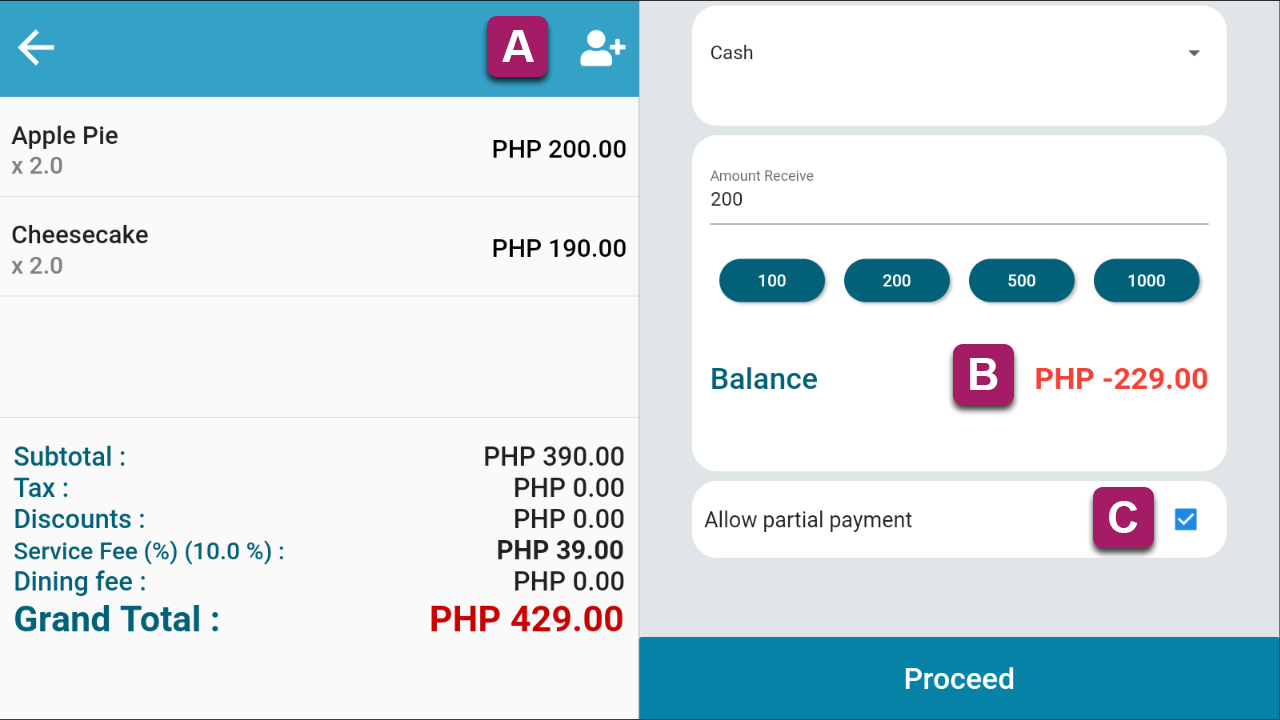 A
Apple Pie
x 2.0
PHP 200.00
Cheesecake
x 2.0
PHP 190.00
Subtotal : PHP 390.00
Tax : PHP 0.00
Discounts : PHP 0.00
Service Fee (%) (10.0 %) : PHP 39.00
Dining fee : PHP 0.00
Grand Total : PHP 429.00
Cash
Amount Receive
200
100 200 500 1000
Balance B PHP -229.00
Allow partial payment C
Proceed